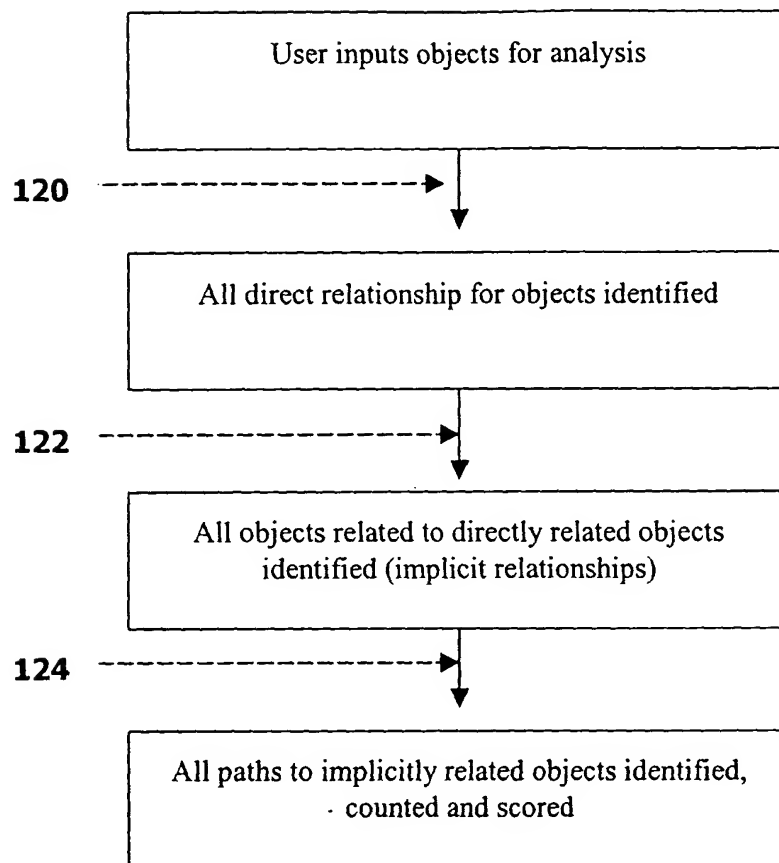 User inputs objects for analysis
120
All direct relationship for objects identified
122
All objects related to directly related objects
identified (implicit relationships)
124
All paths to implicitly related objects identified,
counted and scored